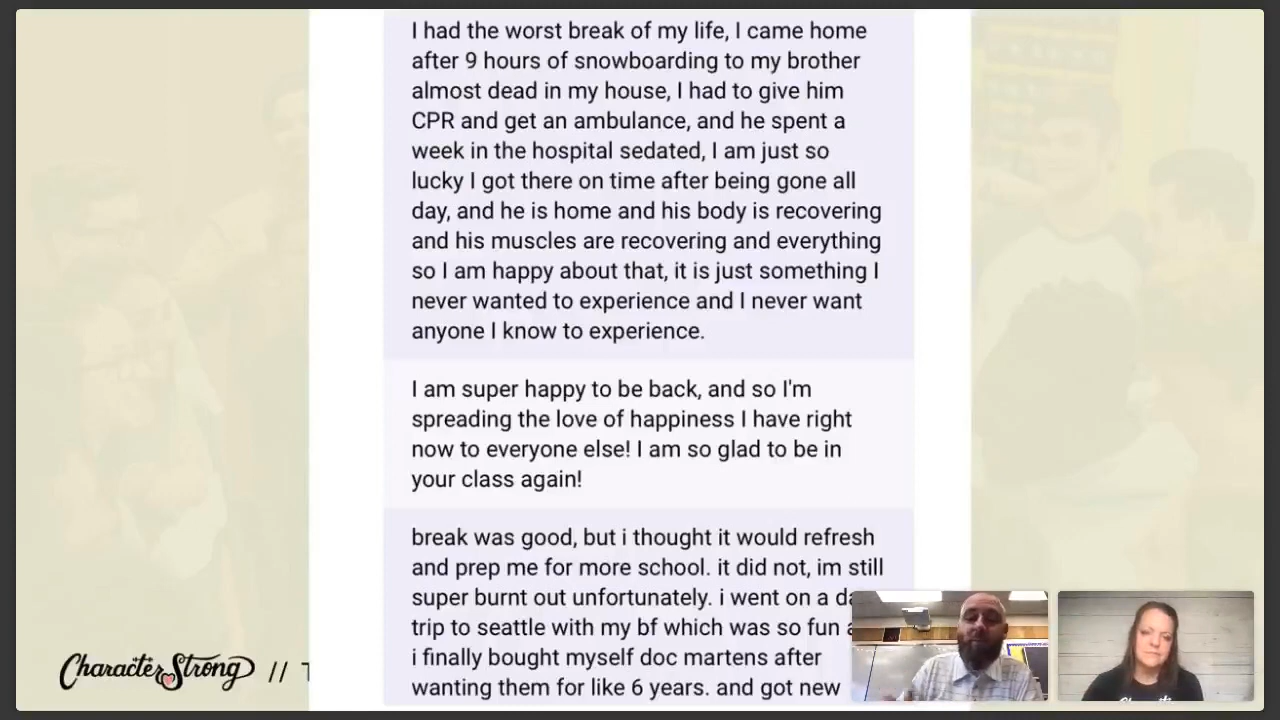 I had the worst break of my life, I came home
after 9 hours of snowboarding to my brother
almost dead in my house, I had to give him
CPR and get an ambulance, and he spent a
week in the hospital sedated, I am just so
lucky I got there on time after being gone all
day, and he is home and his body is recovering
and his muscles are recovering and everything
so I am happy about that, it is just something I
never wanted to experience and I never want
anyone I know to experience.
I am super happy to be back, and so I'm
spreading the love of happiness I have right
now to everyone else! I am so glad to be in
your class again!
break was good, but i thought it would refresh
and prep me for more school. it did not, im still
super burnt out unfortunately. i went on a
trip to seattle with my bf which was so fun
i finally bought myself doc martens after
wanting them for like 6 years. and got new
CharacterStrong //